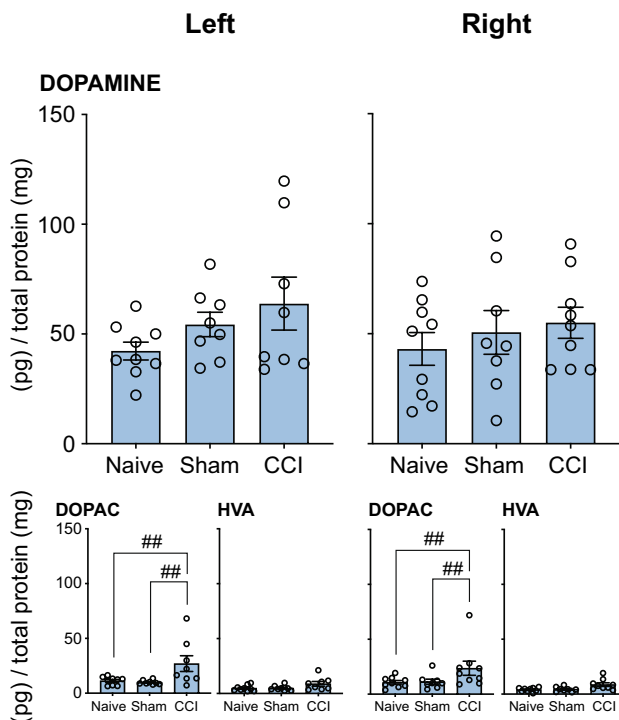 Left Right
DOPAMINE
(pg) / total protein (mg)
150
100
50
0
Naive Sham CCI
Naive Sham CCI
DOPAC HVA
DOPAC HVA
(pg) / total protein (mg)
150
100
50
0
##
##
##
##
Naive Sham CCI
Naive Sham CCI
Naive Sham CCI
Naive Sham CCI